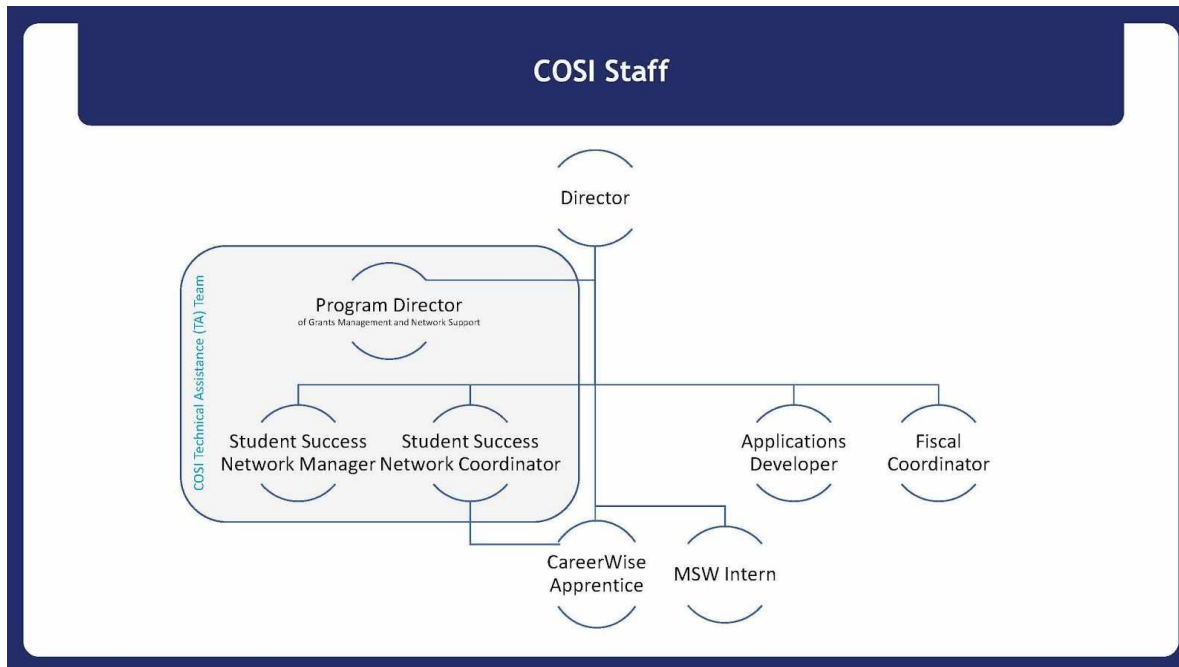 COSI Staff
Director
COSI Technical Assistance (TA) Team
Program Director
of Grants Management and Network Support
Student Success
Network Manager
Student Success
Network Coordinator
Applications
Developer
Fiscal
Coordinator
CareerWise
Apprentice
MSW Intern